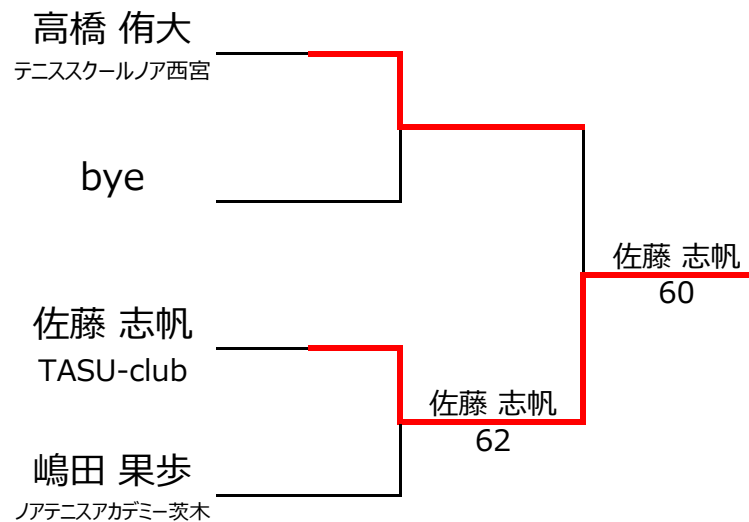 高橋 侑大
テニススクールノア西宮
bye
佐藤 志帆
60
佐藤 志帆
TASU-club
佐藤 志帆
62
嶋田 果歩
ノアテニスアカデミー茨木